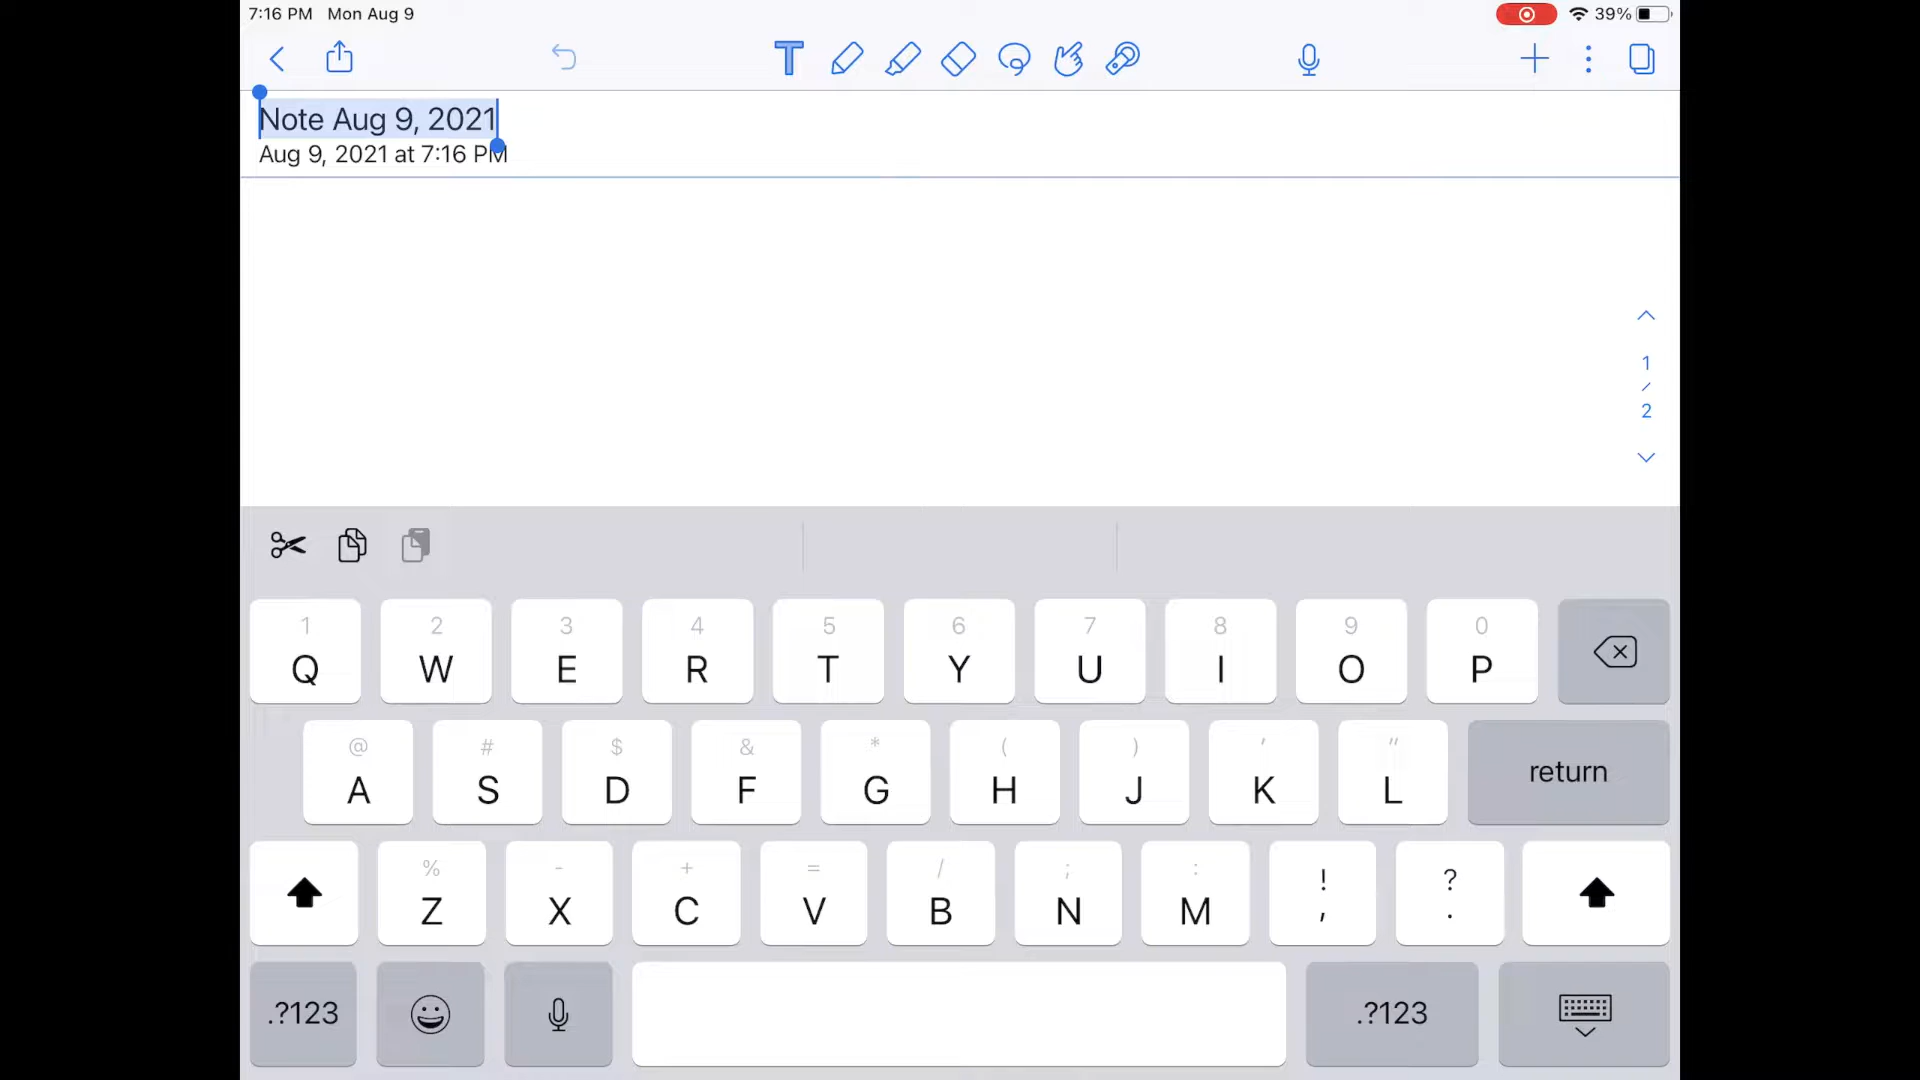 7:16 PM Mon Aug 9
39%
T
Note Aug 9, 2021
Aug 9, 2021 at 7:16 PM
1
/
2
1 2 3 4 5 6 7 8 9 0
Q W E R T Y U I O P
@ # $ & * ( ) ' "
A S D F G H J K L return
% - + = / ; : ! ?
Z X C V B N M , .
.?123 .?123